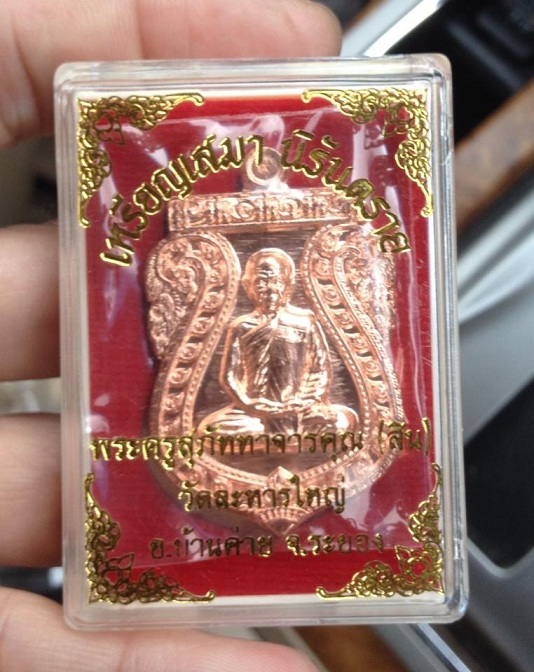 เหรียญเสมา นิรันตราย
พระครูสุภัททาจารคุณ (สิน)
วัดละหารใหญ่
อ.บ้านค่าย จ.ระยอง